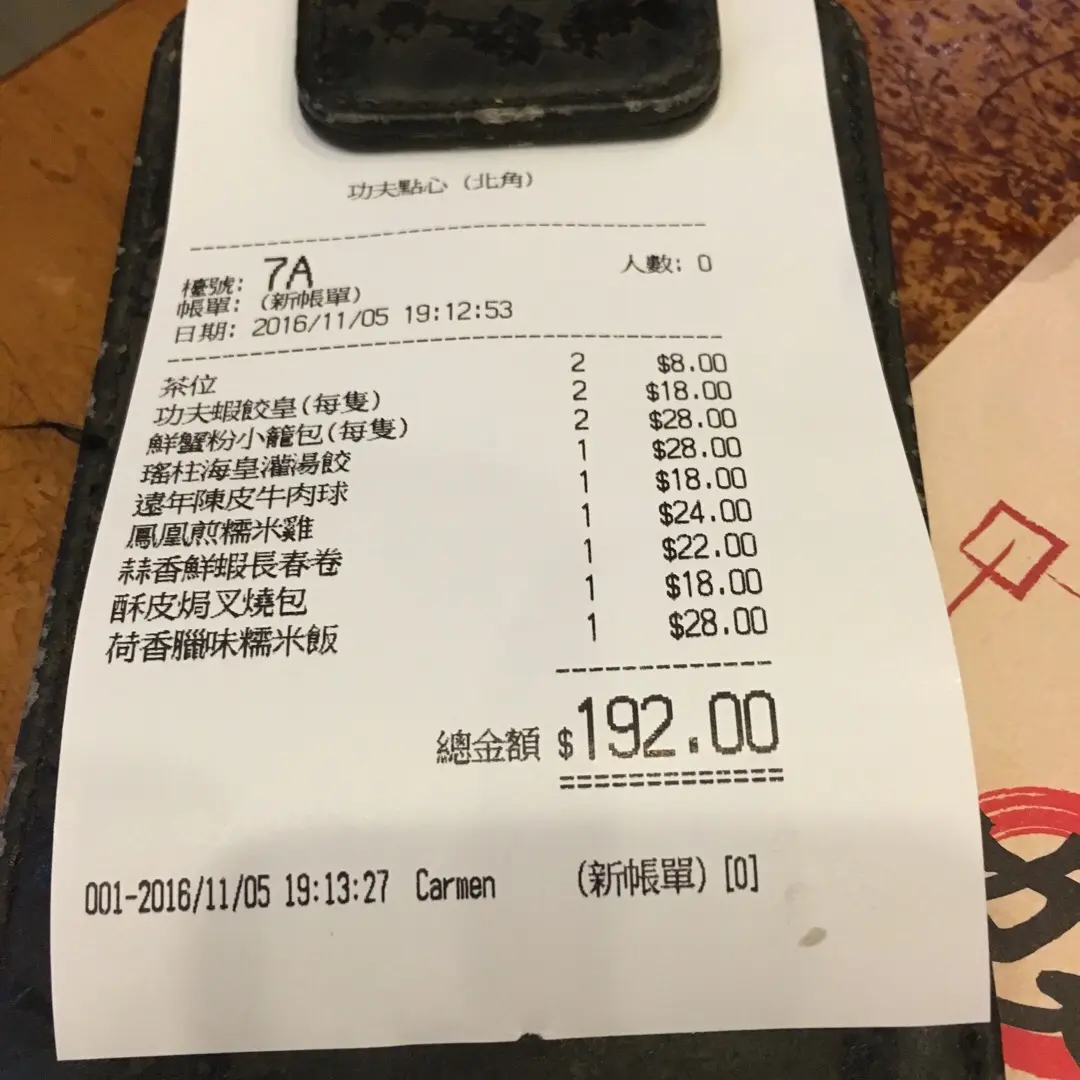 功夫點心 (北角)
檯號: 7A 人數: 0
帳單: (新帳單)
日期: 2016/11/05 19:12:53
茶位 2 $8.00
功夫蝦餃皇(每隻) 2 $18.00
鮮蟹粉小籠包(每隻) 2 $28.00
瑤柱海皇灌湯餃 1 $28.00
遠年陳皮牛肉球 1 $18.00
鳳凰煎糯米雞 1 $24.00
蒜香鮮蝦長春卷 1 $22.00
酥皮焗叉燒包 1 $18.00
荷香臘味糯米飯 1 $28.00
總金額 $192.00
001-2016/11/05 19:13:27 Carmen (新帳單) [0]